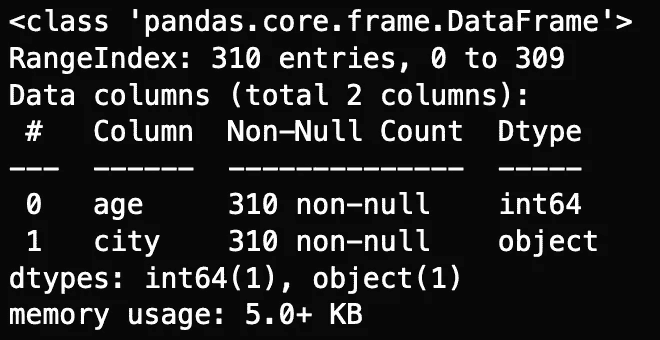 <class 'pandas.core.frame.DataFrame'>
RangeIndex: 310 entries, 0 to 309
Data columns (total 2 columns):
 #   Column  Non-Null Count  Dtype
---  ------  --------------  -----
 0   age     310 non-null    int64
 1   city    310 non-null    object
dtypes: int64(1), object(1)
memory usage: 5.0+ KB